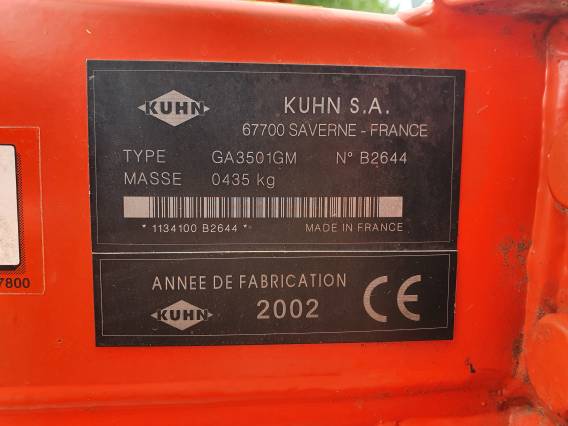 KUHN
KUHN S.A.
67700 SAVERNE - FRANCE
TYPE GA3501GM N° B2644
MASSE 0435 kg
* 1134100 B2644 * MADE IN FRANCE
ANNEE DE FABRICATION
KUHN 2002 CE
7800